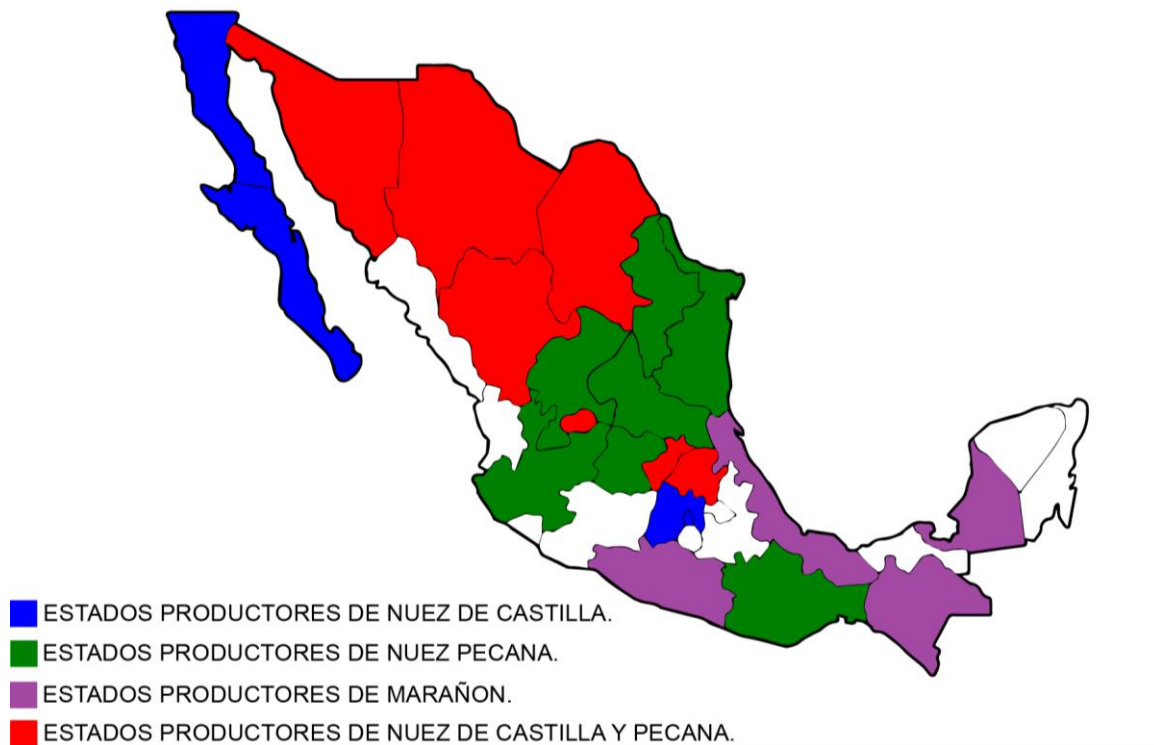 ESTADOS PRODUCTORES DE NUEZ DE CASTILLA.
ESTADOS PRODUCTORES DE NUEZ PECANA.
ESTADOS PRODUCTORES DE MARAÑON.
ESTADOS PRODUCTORES DE NUEZ DE CASTILLA Y PECANA.